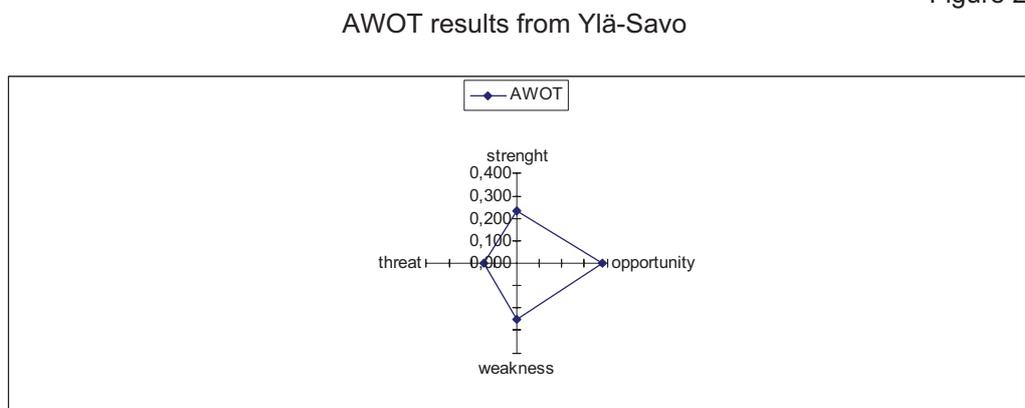 Figure 2
AWOT results from Ylä-Savo
AWOT
strenght
0,400
0,300
0,200
0,100
threat 0,000 opportunity
weakness